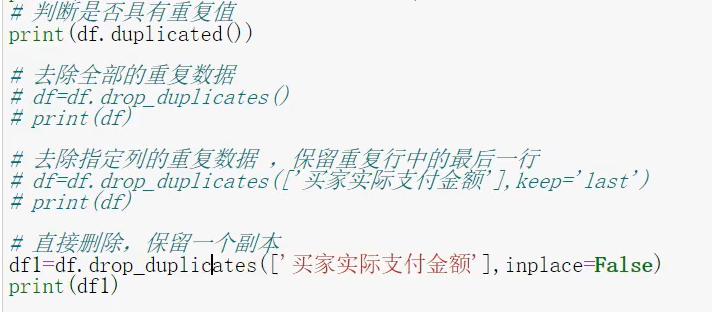 # 判断是否具有重复值
print(df.duplicated())
# 去除全部的重复数据
# df=df.drop_duplicates()
# print(df)
# 去除指定列的重复数据 ，保留重复行中的最后一行
# df=df.drop_duplicates(['买家实际支付金额'],keep='last')
# print(df)
# 直接删除，保留一个副本
df1=df.drop_duplicates(['买家实际支付金额'],inplace=False)
print(df1)